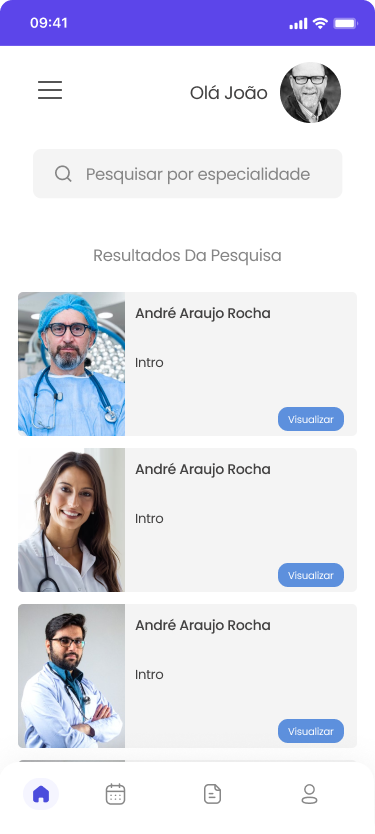 09:41
Olá João
Pesquisar por especialidade
Resultados Da Pesquisa
André Araujo Rocha
Intro
Visualizar
André Araujo Rocha
Intro
Visualizar
André Araujo Rocha
Intro
Visualizar